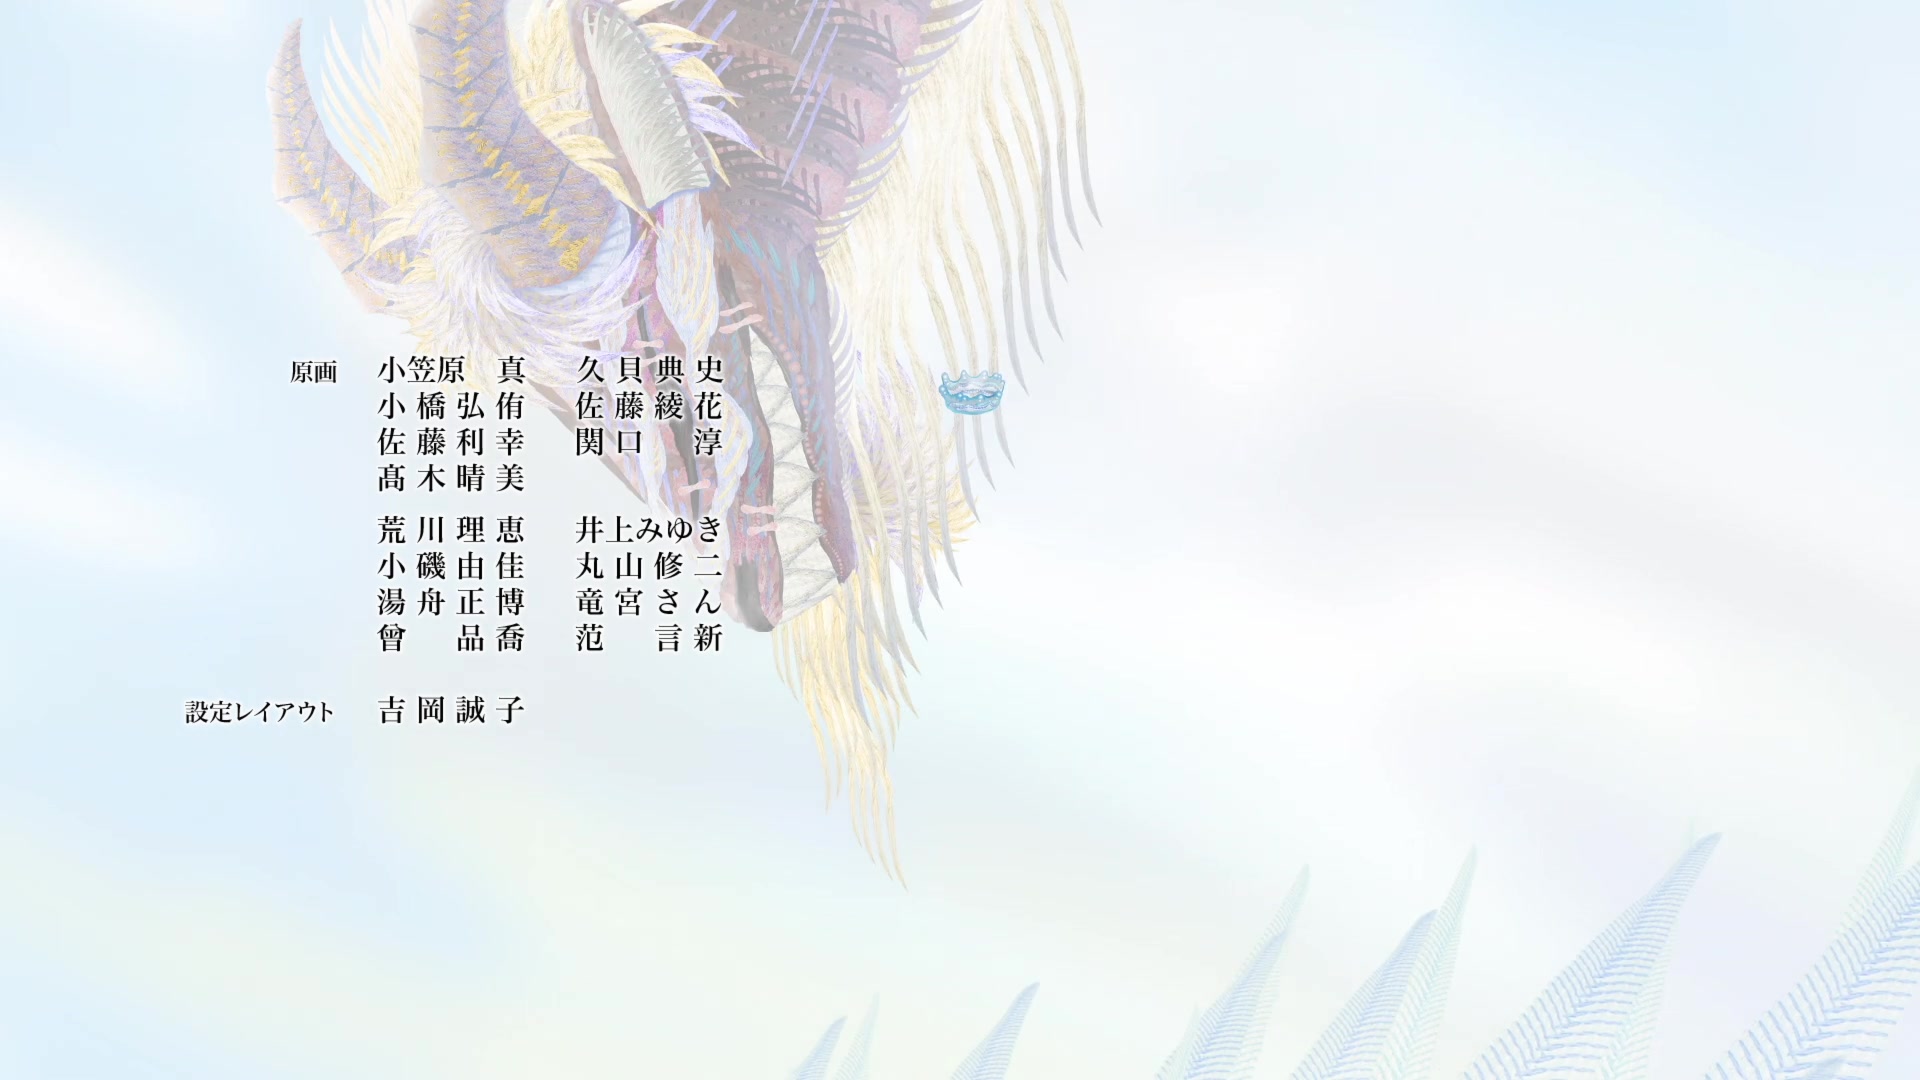 原画 小笠原 真 久貝典史
小橋弘侑 佐藤綾花
佐藤利幸 関口 淳
髙木晴美
荒川理恵 井上みゆき
小磯由佳 丸山修二
湯舟正博 竜宮さん
曾 品喬 范 言新
設定レイアウト 吉岡誠子